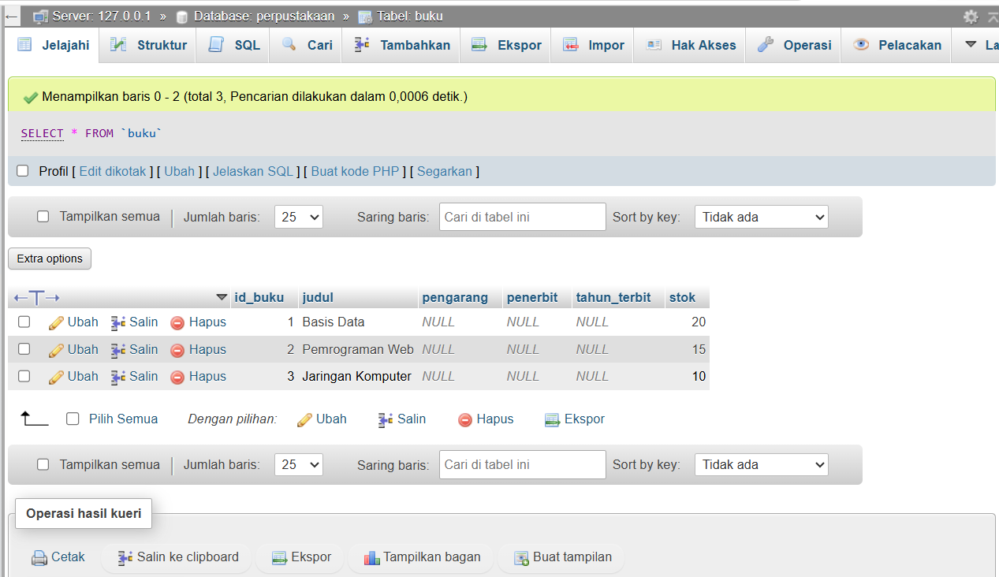 Server: 127.0.0.1 » Database: perpustakaan » Tabel: buku
Jelajahi Struktur SQL Cari Tambahkan Ekspor Impor Hak Akses Operasi Pelacakan La
Menampilkan baris 0 - 2 (total 3, Pencarian dilakukan dalam 0,0006 detik.)
SELECT * FROM `buku`
Profil [ Edit dikotak ] [ Ubah ] [ Jelaskan SQL ] [ Buat kode PHP ] [ Segarkan ]
Tampilkan semua Jumlah baris: 25 Saring baris: Cari di tabel ini Sort by key: Tidak ada
Extra options
id_buku judul pengarang penerbit tahun_terbit stok
Ubah Salin Hapus 1 Basis Data NULL NULL NULL 20
Ubah Salin Hapus 2 Pemrograman Web NULL NULL NULL 15
Ubah Salin Hapus 3 Jaringan Komputer NULL NULL NULL 10
Pilih Semua Dengan pilihan: Ubah Salin Hapus Ekspor
Tampilkan semua Jumlah baris: 25 Saring baris: Cari di tabel ini Sort by key: Tidak ada
Operasi hasil kueri
Cetak Salin ke clipboard Ekspor Tampilkan bagan Buat tampilan